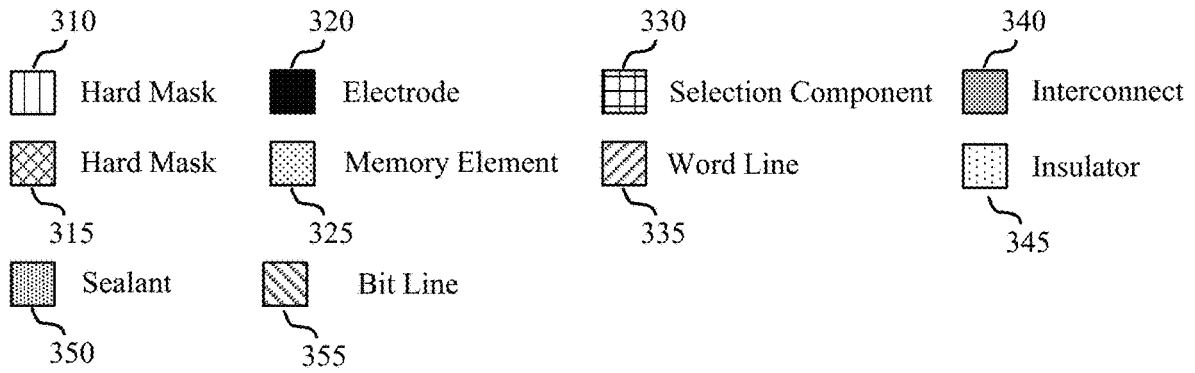 310 320 330 340
Hard Mask Electrode Selection Component Interconnect
Hard Mask Memory Element Word Line Insulator
315 325 335 345
Sealant Bit Line
350 355